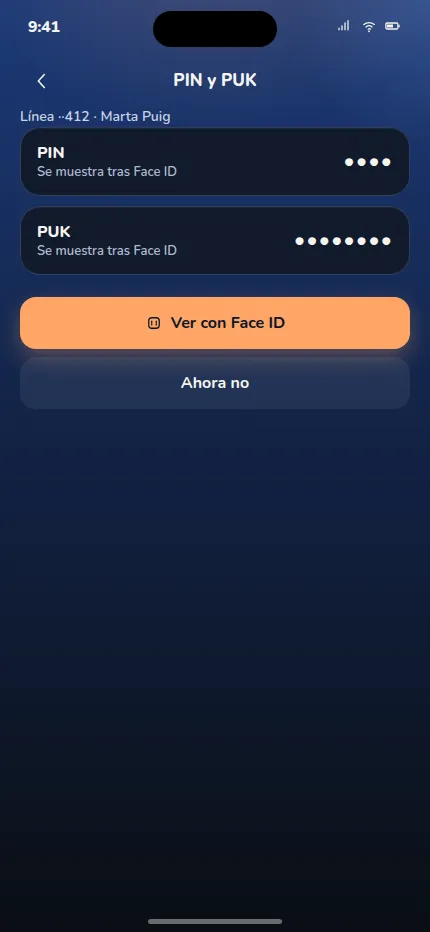 9:41
PIN y PUK
Línea ··412 · Marta Puig
PIN
Se muestra tras Face ID
●●●●
PUK
Se muestra tras Face ID
●●●●●●●●
Ver con Face ID
Ahora no